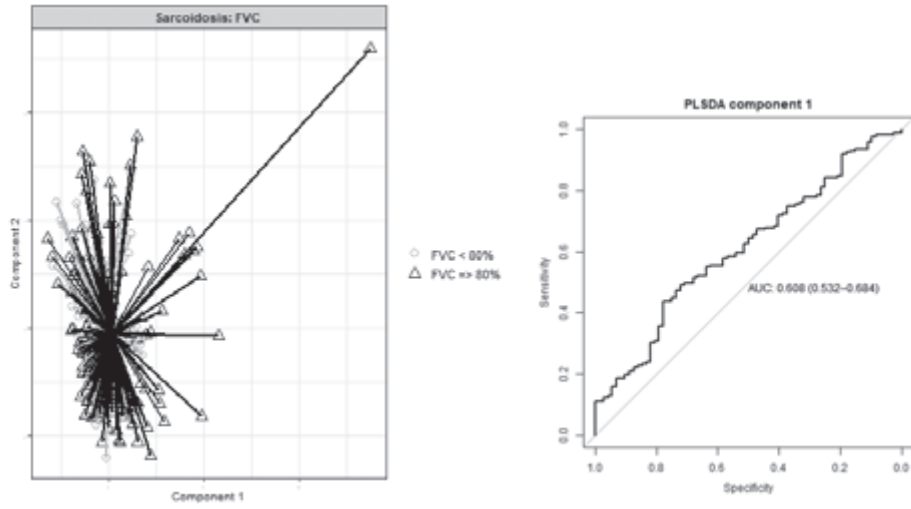 Sarcoidosis: FVC
Component 2
Component 1
FVC < 80%
FVC => 80%
PLSDA component 1
1.0
0.8
0.6
0.4
0.2
0.0
Sensitivity
AUC: 0.608 (0.532–0.684)
1.0 0.8 0.6 0.4 0.2 0.0
Specificity